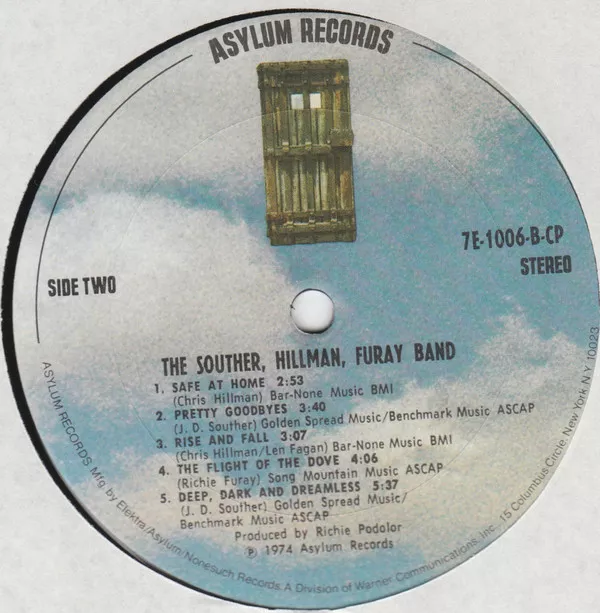 ASYLUM RECORDS
7E-1006-B-CP
STEREO
SIDE TWO
THE SOUTHER, HILLMAN, FURAY BAND
1. SAFE AT HOME 2:53
(Chris Hillman) Bar-None Music BMI
2. PRETTY GOODBYES 3:40
(J. D. Souther) Golden Spread Music/Benchmark Music ASCAP
3. RISE AND FALL 3:07
(Chris Hillman/Len Fagan) Bar-None Music BMI
4. THE FLIGHT OF THE DOVE 4:06
(Richie Furay) Song Mountain Music ASCAP
5. DEEP, DARK AND DREAMLESS 5:37
(J. D. Souther) Golden Spread Music/
Benchmark Music ASCAP
Produced by Richie Podolor
℗ 1974 Asylum Records
ASYLUM RECORDS Mfg. by Elektra/Asylum/Nonesuch Records A Division of Warner Communications, Inc., 15 Columbus Circle, New York N.Y. 10023